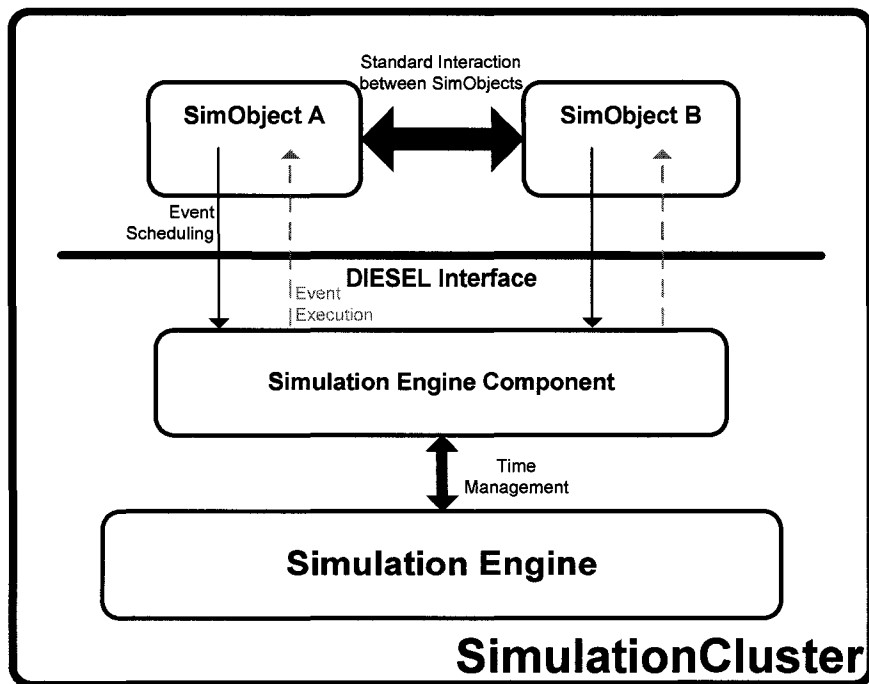 Standard Interaction
between SimObjects
SimObject A
SimObject B
Event
Scheduling
DIESEL Interface
Event
Execution
Simulation Engine Component
Time
Management
Simulation Engine
SimulationCluster